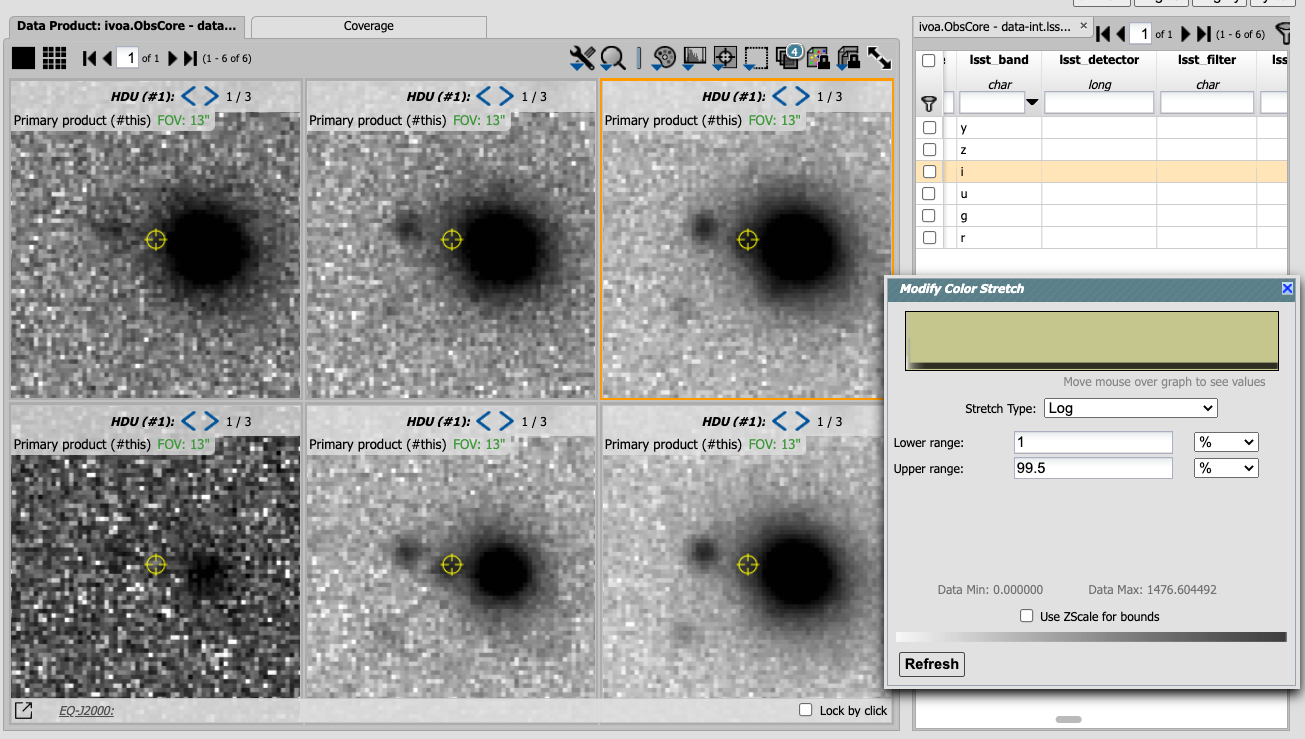 Data Product: ivoa.ObsCore - data...
Coverage
1 of 1 (1 - 6 of 6)
4
HDU (#1): 1 / 3
Primary product (#this) FOV: 13"
HDU (#1): 1 / 3
Primary product (#this) FOV: 13"
HDU (#1): 1 / 3
Primary product (#this) FOV: 13"
HDU (#1): 1 / 3
Primary product (#this) FOV: 13"
HDU (#1): 1 / 3
Primary product (#this) FOV: 13"
HDU (#1): 1 / 3
Primary product (#this) FOV: 13"
EQ-J2000:
Lock by click
ivoa.ObsCore - data-int.lss... ×
1 of 1 (1 - 6 of 6)
lsst_band lsst_detector lsst_filter lss
char long char
y
z
i
u
g
r
Modify Color Stretch
Move mouse over graph to see values
Stretch Type: Log
Lower range: 1 %
Upper range: 99.5 %
Data Min: 0.000000 Data Max: 1476.604492
Use ZScale for bounds
Refresh